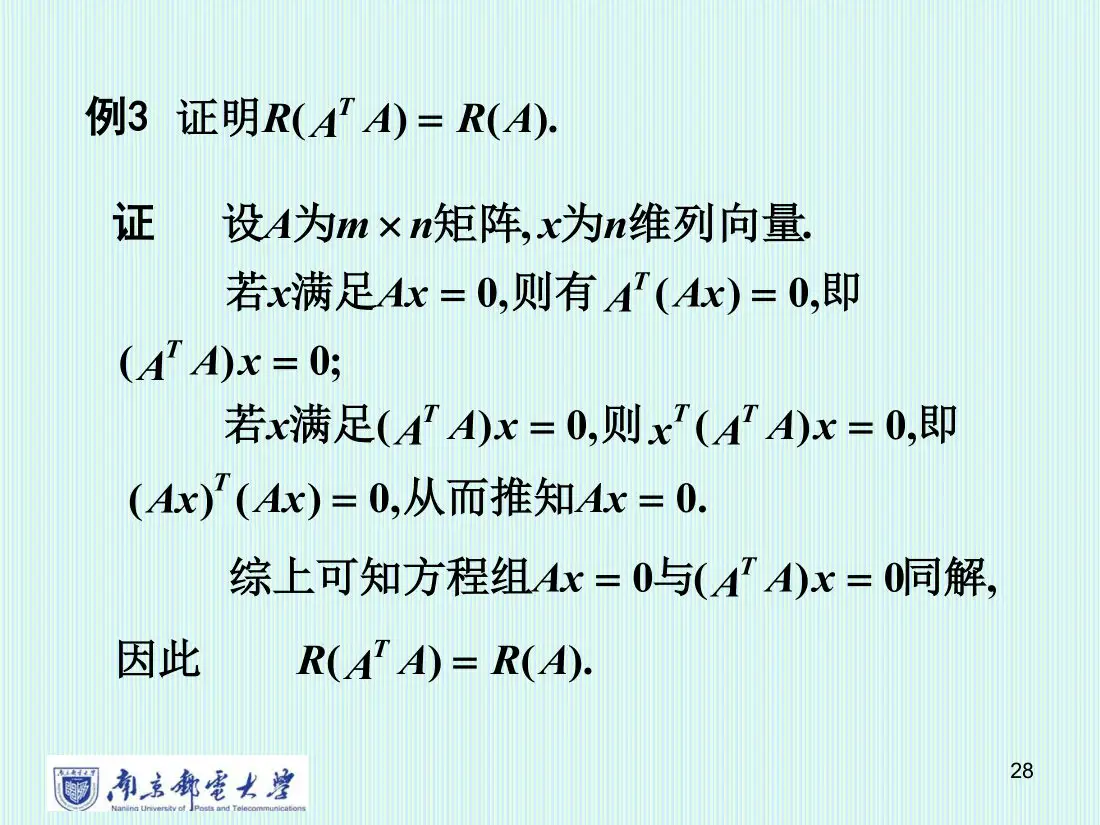 例3 证明R(A^T A) = R(A).
证 设A为m × n矩阵, x为n维列向量.
若x满足Ax = 0,则有 A^T (Ax) = 0,即
(A^T A)x = 0;
若x满足(A^T A)x = 0,则 x^T (A^T A)x = 0,即
(Ax)^T (Ax) = 0,从而推知Ax = 0.
综上可知方程组Ax = 0与(A^T A)x = 0同解,
因此 R(A^T A) = R(A).
南京郵電大学
Nanjing University of Posts and Telecommunications
28